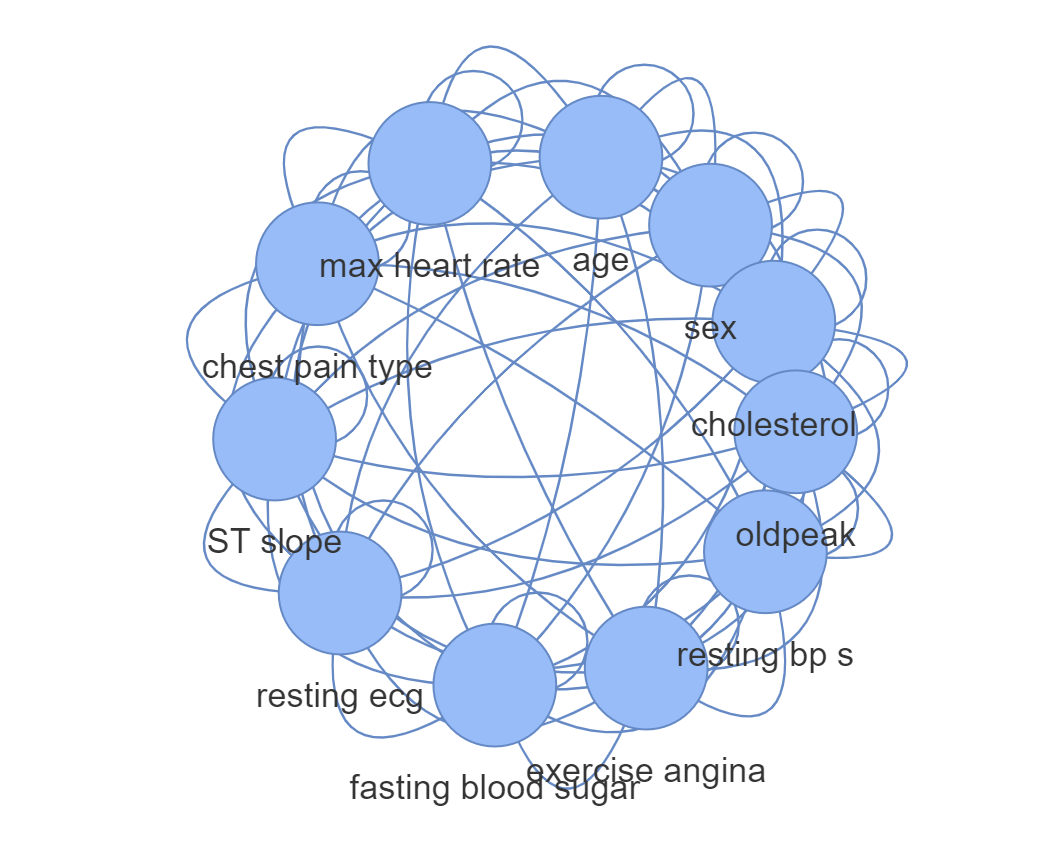 max heart rate
age
sex
chest pain type
cholesterol
oldpeak
ST slope
resting bp s
resting ecg
exercise angina
fasting blood sugar